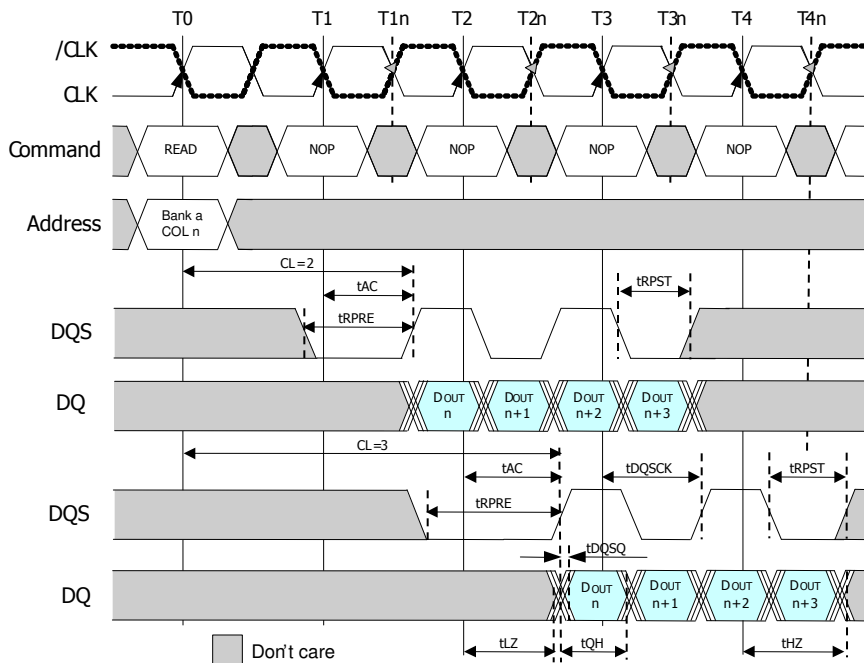 T0 T1 T1n T2 T2n T3 T3n T4 T4n
/CLK
CLK
Command READ NOP NOP NOP NOP
Address Bank a
COL n
CL=2
tAC tRPST
tRPRE
DQS
DQ DOUT n DOUT n+1 DOUT n+2 DOUT n+3
CL=3
tAC tDQSCK tRPST
tRPRE
DQS
tDQSQ
DQ DOUT n DOUT n+1 DOUT n+2 DOUT n+3
tLZ tQH tHZ
Don't care